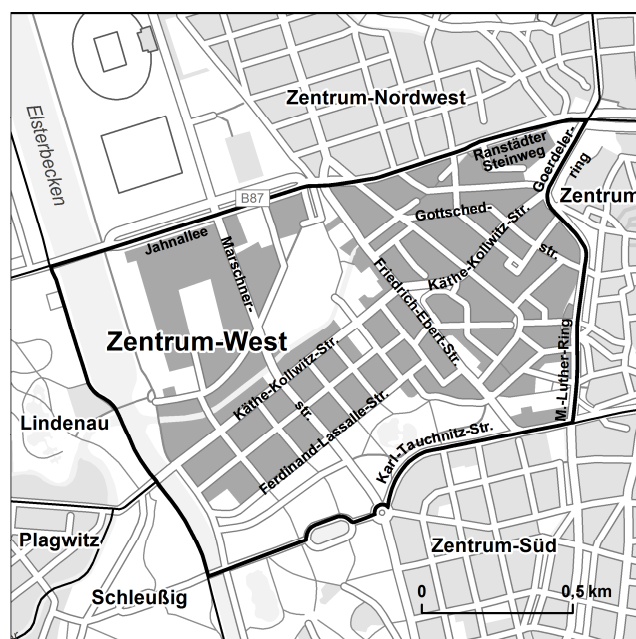 Zentrum-Nordwest
Elsterbecken
Ranstädter
Steinweg
Goerdeler-
ring
B87
Zentrum
Gottsched-
str.
Jahnallee
Marschner-
str.
Käthe-Kollwitz-Str.
Friedrich-Ebert-Str.
Zentrum-West
Käthe-Kollwitz-Str.
M.-Luther-Ring
Ferdinand-Lassalle-Str.
Lindenau
Karl-Tauchnitz-Str.
Plagwitz
Zentrum-Süd
Schleußig
0
0,5 km